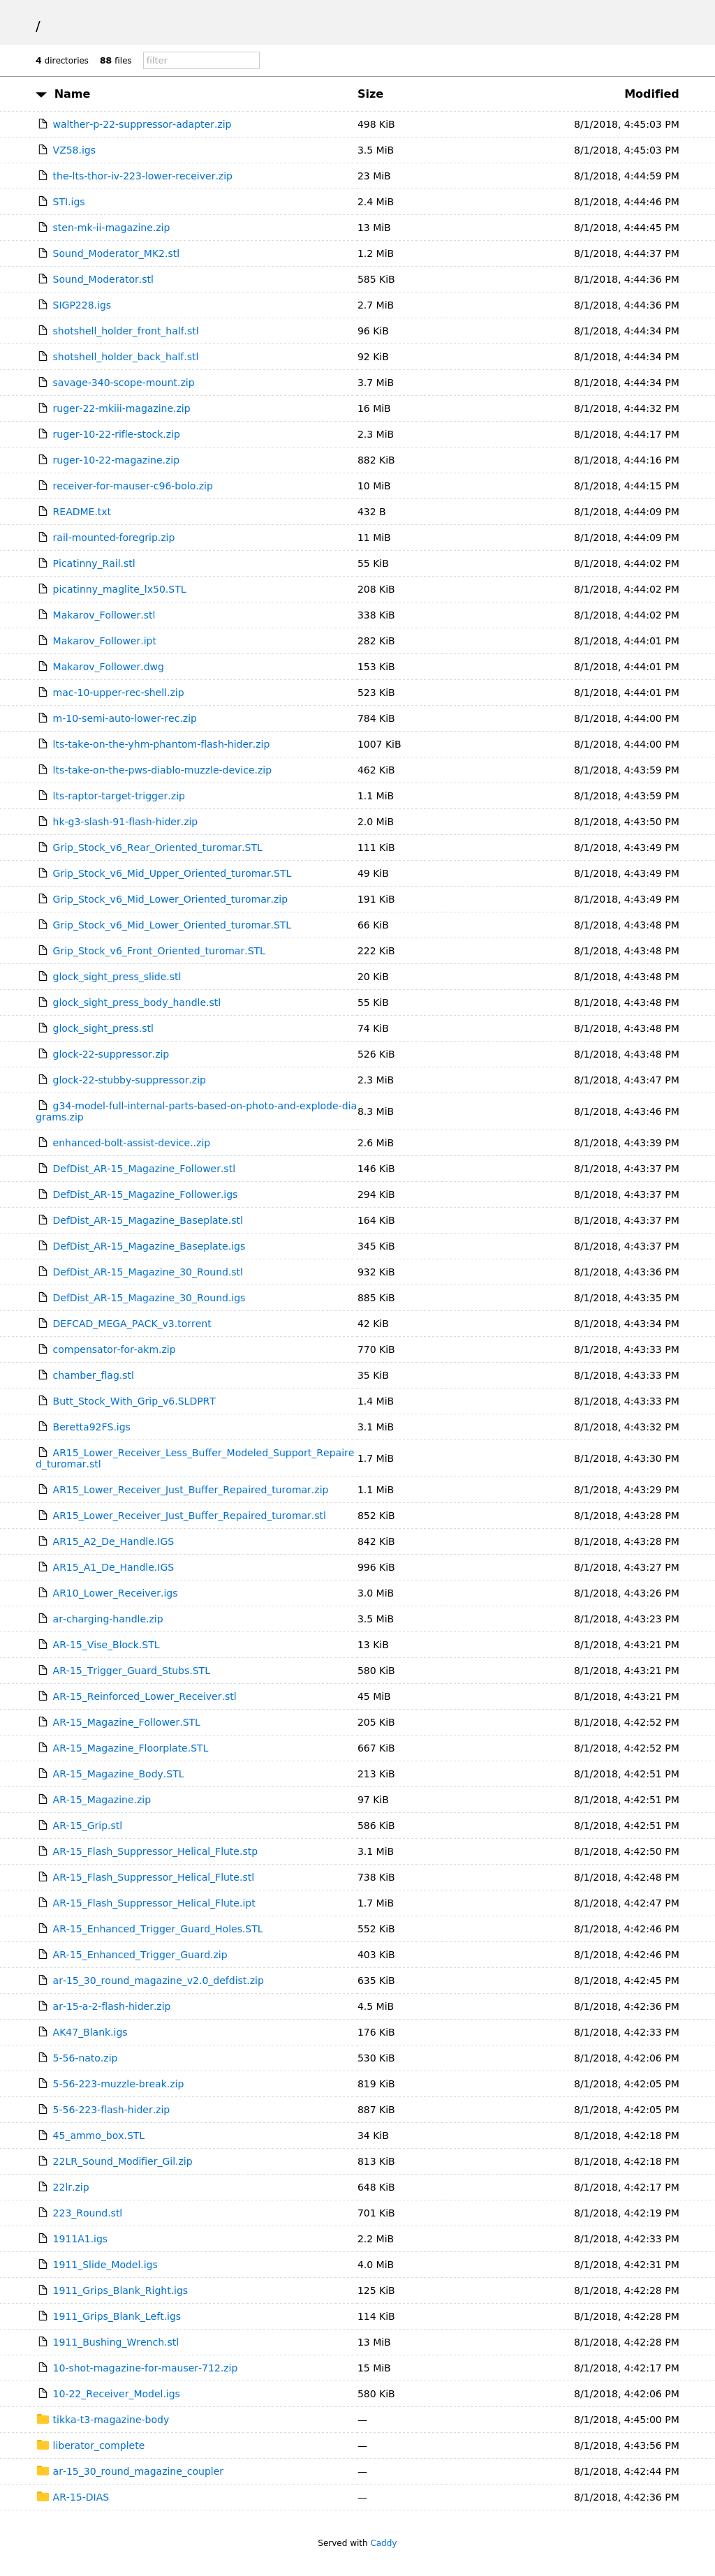 /
4 directories 88 files filter
Name Size Modified
walther-p-22-suppressor-adapter.zip 498 KiB 8/1/2018, 4:45:03 PM
VZ58.igs 3.5 MiB 8/1/2018, 4:45:03 PM
the-lts-thor-iv-223-lower-receiver.zip 23 MiB 8/1/2018, 4:44:59 PM
STI.igs 2.4 MiB 8/1/2018, 4:44:46 PM
sten-mk-ii-magazine.zip 13 MiB 8/1/2018, 4:44:45 PM
Sound_Moderator_MK2.stl 1.2 MiB 8/1/2018, 4:44:37 PM
Sound_Moderator.stl 585 KiB 8/1/2018, 4:44:36 PM
SIGP228.igs 2.7 MiB 8/1/2018, 4:44:36 PM
shotshell_holder_front_half.stl 96 KiB 8/1/2018, 4:44:34 PM
shotshell_holder_back_half.stl 92 KiB 8/1/2018, 4:44:34 PM
savage-340-scope-mount.zip 3.7 MiB 8/1/2018, 4:44:34 PM
ruger-22-mkiii-magazine.zip 16 MiB 8/1/2018, 4:44:32 PM
ruger-10-22-rifle-stock.zip 2.3 MiB 8/1/2018, 4:44:17 PM
ruger-10-22-magazine.zip 882 KiB 8/1/2018, 4:44:16 PM
receiver-for-mauser-c96-bolo.zip 10 MiB 8/1/2018, 4:44:15 PM
README.txt 432 B 8/1/2018, 4:44:09 PM
rail-mounted-foregrip.zip 11 MiB 8/1/2018, 4:44:09 PM
Picatinny_Rail.stl 55 KiB 8/1/2018, 4:44:02 PM
picatinny_maglite_lx50.STL 208 KiB 8/1/2018, 4:44:02 PM
Makarov_Follower.stl 338 KiB 8/1/2018, 4:44:02 PM
Makarov_Follower.ipt 282 KiB 8/1/2018, 4:44:01 PM
Makarov_Follower.dwg 153 KiB 8/1/2018, 4:44:01 PM
mac-10-upper-rec-shell.zip 523 KiB 8/1/2018, 4:44:01 PM
m-10-semi-auto-lower-rec.zip 784 KiB 8/1/2018, 4:44:00 PM
lts-take-on-the-yhm-phantom-flash-hider.zip 1007 KiB 8/1/2018, 4:44:00 PM
lts-take-on-the-pws-diablo-muzzle-device.zip 462 KiB 8/1/2018, 4:43:59 PM
lts-raptor-target-trigger.zip 1.1 MiB 8/1/2018, 4:43:59 PM
hk-g3-slash-91-flash-hider.zip 2.0 MiB 8/1/2018, 4:43:50 PM
Grip_Stock_v6_Rear_Oriented_turomar.STL 111 KiB 8/1/2018, 4:43:49 PM
Grip_Stock_v6_Mid_Upper_Oriented_turomar.STL 49 KiB 8/1/2018, 4:43:49 PM
Grip_Stock_v6_Mid_Lower_Oriented_turomar.zip 191 KiB 8/1/2018, 4:43:49 PM
Grip_Stock_v6_Mid_Lower_Oriented_turomar.STL 66 KiB 8/1/2018, 4:43:48 PM
Grip_Stock_v6_Front_Oriented_turomar.STL 222 KiB 8/1/2018, 4:43:48 PM
glock_sight_press_slide.stl 20 KiB 8/1/2018, 4:43:48 PM
glock_sight_press_body_handle.stl 55 KiB 8/1/2018, 4:43:48 PM
glock_sight_press.stl 74 KiB 8/1/2018, 4:43:48 PM
glock-22-suppressor.zip 526 KiB 8/1/2018, 4:43:48 PM
glock-22-stubby-suppressor.zip 2.3 MiB 8/1/2018, 4:43:47 PM
g34-model-full-internal-parts-based-on-photo-and-explode-dia
grams.zip 8.3 MiB 8/1/2018, 4:43:46 PM
enhanced-bolt-assist-device..zip 2.6 MiB 8/1/2018, 4:43:39 PM
DefDist_AR-15_Magazine_Follower.stl 146 KiB 8/1/2018, 4:43:37 PM
DefDist_AR-15_Magazine_Follower.igs 294 KiB 8/1/2018, 4:43:37 PM
DefDist_AR-15_Magazine_Baseplate.stl 164 KiB 8/1/2018, 4:43:37 PM
DefDist_AR-15_Magazine_Baseplate.igs 345 KiB 8/1/2018, 4:43:37 PM
DefDist_AR-15_Magazine_30_Round.stl 932 KiB 8/1/2018, 4:43:36 PM
DefDist_AR-15_Magazine_30_Round.igs 885 KiB 8/1/2018, 4:43:35 PM
DEFCAD_MEGA_PACK_v3.torrent 42 KiB 8/1/2018, 4:43:34 PM
compensator-for-akm.zip 770 KiB 8/1/2018, 4:43:33 PM
chamber_flag.stl 35 KiB 8/1/2018, 4:43:33 PM
Butt_Stock_With_Grip_v6.SLDPRT 1.4 MiB 8/1/2018, 4:43:33 PM
Beretta92FS.igs 3.1 MiB 8/1/2018, 4:43:32 PM
AR15_Lower_Receiver_Less_Buffer_Modeled_Support_Repaire
d_turomar.stl 1.7 MiB 8/1/2018, 4:43:30 PM
AR15_Lower_Receiver_Just_Buffer_Repaired_turomar.zip 1.1 MiB 8/1/2018, 4:43:29 PM
AR15_Lower_Receiver_Just_Buffer_Repaired_turomar.stl 852 KiB 8/1/2018, 4:43:28 PM
AR15_A2_De_Handle.IGS 842 KiB 8/1/2018, 4:43:28 PM
AR15_A1_De_Handle.IGS 996 KiB 8/1/2018, 4:43:27 PM
AR10_Lower_Receiver.igs 3.0 MiB 8/1/2018, 4:43:26 PM
ar-charging-handle.zip 3.5 MiB 8/1/2018, 4:43:23 PM
AR-15_Vise_Block.STL 13 KiB 8/1/2018, 4:43:21 PM
AR-15_Trigger_Guard_Stubs.STL 580 KiB 8/1/2018, 4:43:21 PM
AR-15_Reinforced_Lower_Receiver.stl 45 MiB 8/1/2018, 4:43:21 PM
AR-15_Magazine_Follower.STL 205 KiB 8/1/2018, 4:42:52 PM
AR-15_Magazine_Floorplate.STL 667 KiB 8/1/2018, 4:42:52 PM
AR-15_Magazine_Body.STL 213 KiB 8/1/2018, 4:42:51 PM
AR-15_Magazine.zip 97 KiB 8/1/2018, 4:42:51 PM
AR-15_Grip.stl 586 KiB 8/1/2018, 4:42:51 PM
AR-15_Flash_Suppressor_Helical_Flute.stp 3.1 MiB 8/1/2018, 4:42:50 PM
AR-15_Flash_Suppressor_Helical_Flute.stl 738 KiB 8/1/2018, 4:42:48 PM
AR-15_Flash_Suppressor_Helical_Flute.ipt 1.7 MiB 8/1/2018, 4:42:47 PM
AR-15_Enhanced_Trigger_Guard_Holes.STL 552 KiB 8/1/2018, 4:42:46 PM
AR-15_Enhanced_Trigger_Guard.zip 403 KiB 8/1/2018, 4:42:46 PM
ar-15_30_round_magazine_v2.0_defdist.zip 635 KiB 8/1/2018, 4:42:45 PM
ar-15-a-2-flash-hider.zip 4.5 MiB 8/1/2018, 4:42:36 PM
AK47_Blank.igs 176 KiB 8/1/2018, 4:42:33 PM
5-56-nato.zip 530 KiB 8/1/2018, 4:42:06 PM
5-56-223-muzzle-break.zip 819 KiB 8/1/2018, 4:42:05 PM
5-56-223-flash-hider.zip 887 KiB 8/1/2018, 4:42:05 PM
45_ammo_box.STL 34 KiB 8/1/2018, 4:42:18 PM
22LR_Sound_Modifier_Gil.zip 813 KiB 8/1/2018, 4:42:18 PM
22lr.zip 648 KiB 8/1/2018, 4:42:17 PM
223_Round.stl 701 KiB 8/1/2018, 4:42:19 PM
1911A1.igs 2.2 MiB 8/1/2018, 4:42:33 PM
1911_Slide_Model.igs 4.0 MiB 8/1/2018, 4:42:31 PM
1911_Grips_Blank_Right.igs 125 KiB 8/1/2018, 4:42:28 PM
1911_Grips_Blank_Left.igs 114 KiB 8/1/2018, 4:42:28 PM
1911_Bushing_Wrench.stl 13 MiB 8/1/2018, 4:42:28 PM
10-shot-magazine-for-mauser-712.zip 15 MiB 8/1/2018, 4:42:17 PM
10-22_Receiver_Model.igs 580 KiB 8/1/2018, 4:42:06 PM
tikka-t3-magazine-body — 8/1/2018, 4:45:00 PM
liberator_complete — 8/1/2018, 4:43:56 PM
ar-15_30_round_magazine_coupler — 8/1/2018, 4:42:44 PM
AR-15-DIAS — 8/1/2018, 4:42:36 PM
Served with Caddy